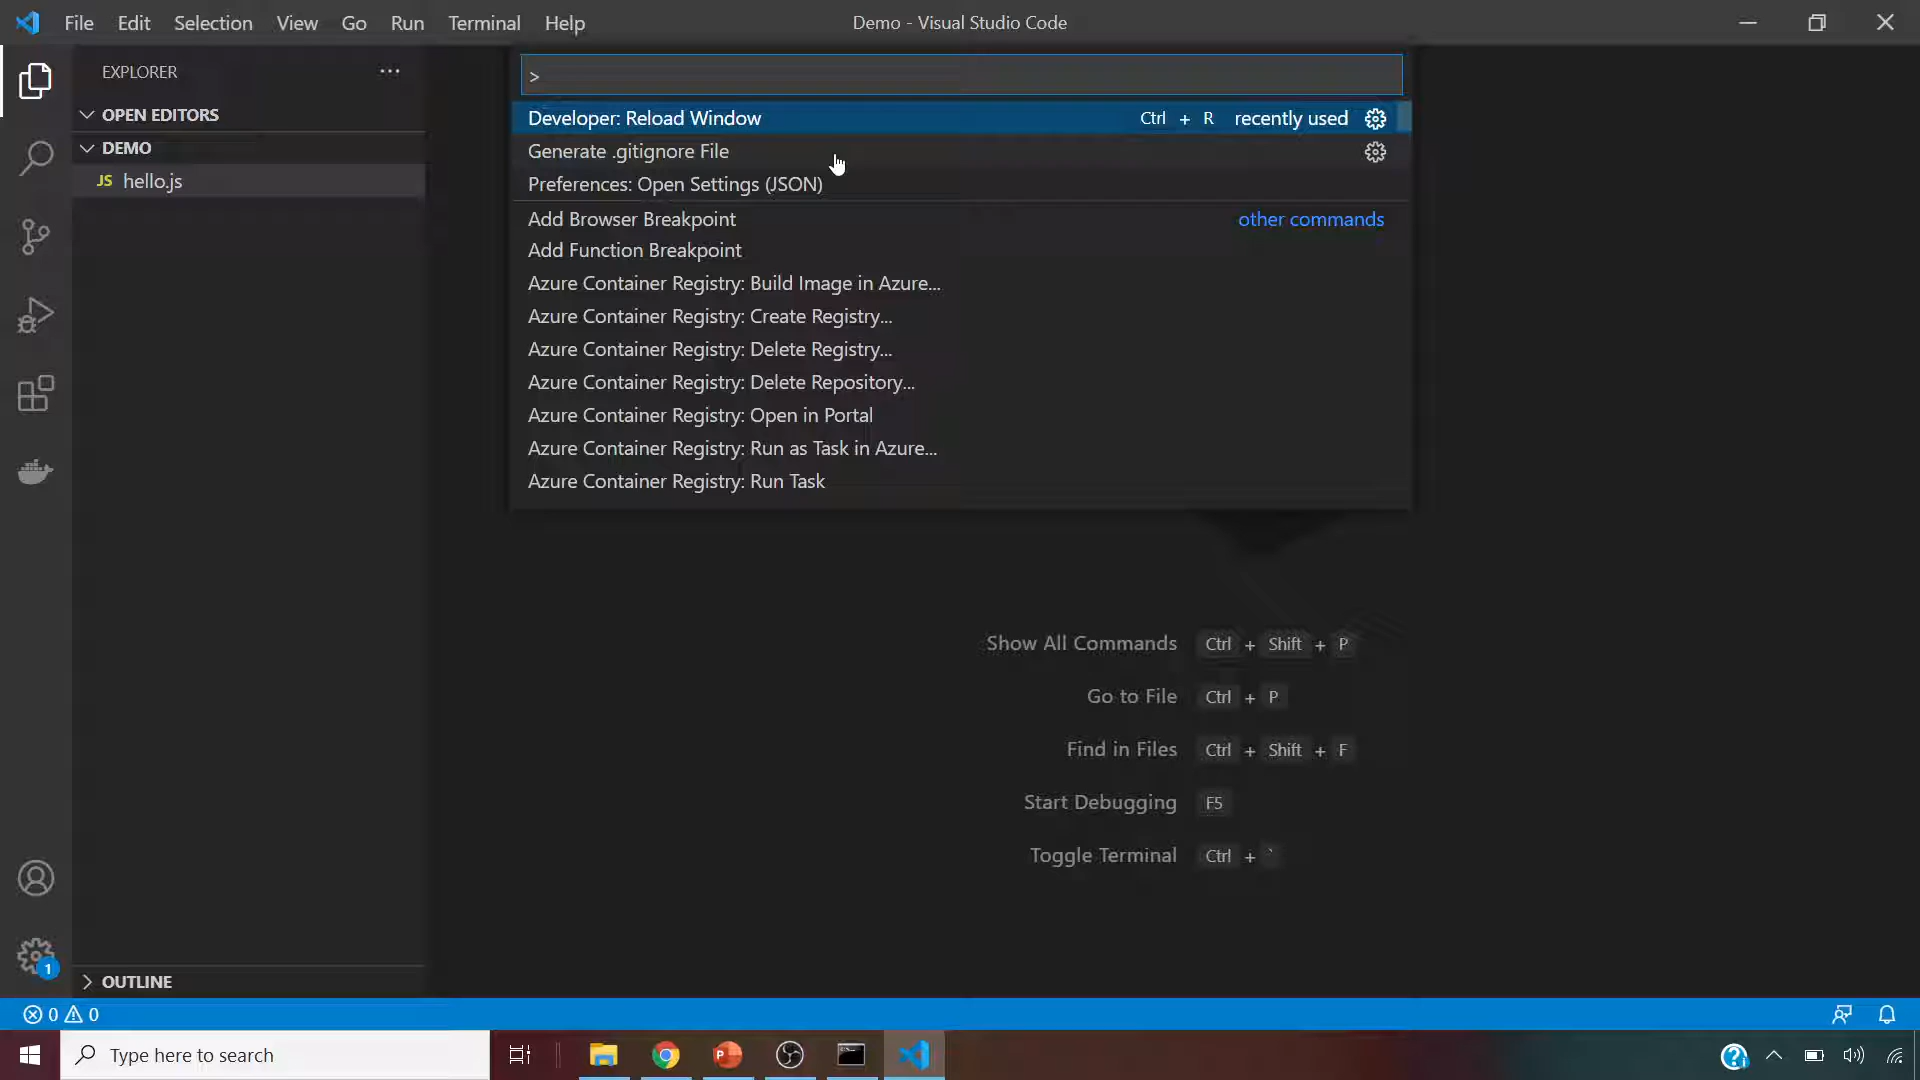 File Edit Selection View Go Run Terminal Help
Demo - Visual Studio Code
EXPLORER
OPEN EDITORS
DEMO
JS hello.js
OUTLINE
>
Developer: Reload Window Ctrl + R recently used
Generate .gitignore File
Preferences: Open Settings (JSON)
Add Browser Breakpoint other commands
Add Function Breakpoint
Azure Container Registry: Build Image in Azure...
Azure Container Registry: Create Registry...
Azure Container Registry: Delete Registry...
Azure Container Registry: Delete Repository...
Azure Container Registry: Open in Portal
Azure Container Registry: Run as Task in Azure...
Azure Container Registry: Run Task
Show All Commands Ctrl + Shift + P
Go to File Ctrl + P
Find in Files Ctrl + Shift + F
Start Debugging F5
Toggle Terminal Ctrl + `
1
0 0
Type here to search